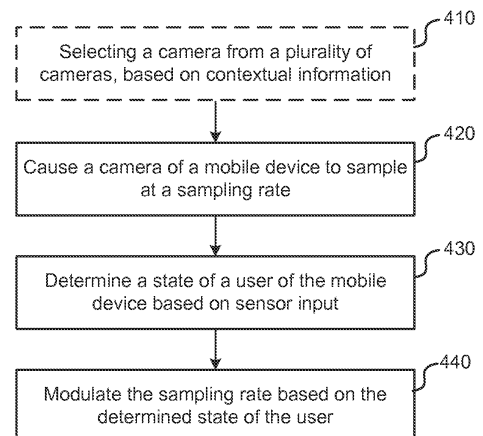 410
Selecting a camera from a plurality of
cameras, based on contextual information
420
Cause a camera of a mobile device to sample
at a sampling rate
430
Determine a state of a user of the mobile
device based on sensor input
440
Modulate the sampling rate based on the
determined state of the user